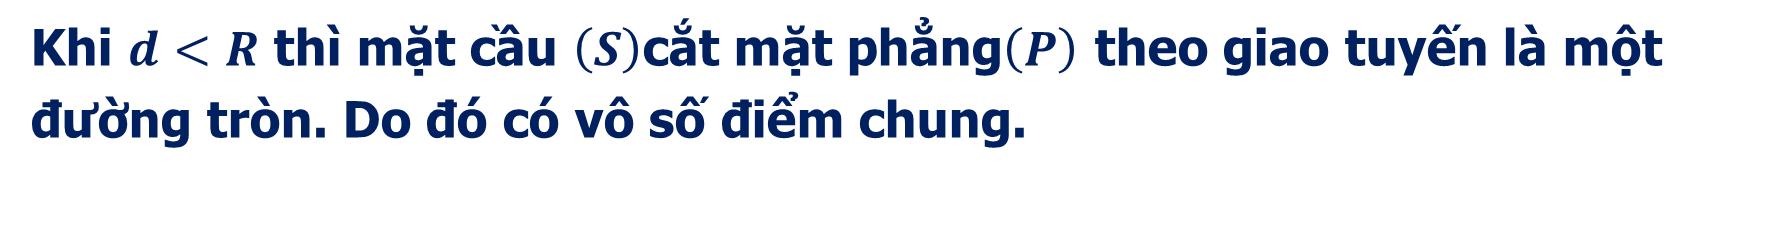 Khi 𝒅 < 𝑹 thì mặt cầu (𝑺)cắt mặt phẳng(𝑷) theo giao tuyến là một
đường tròn. Do đó có vô số điểm chung.